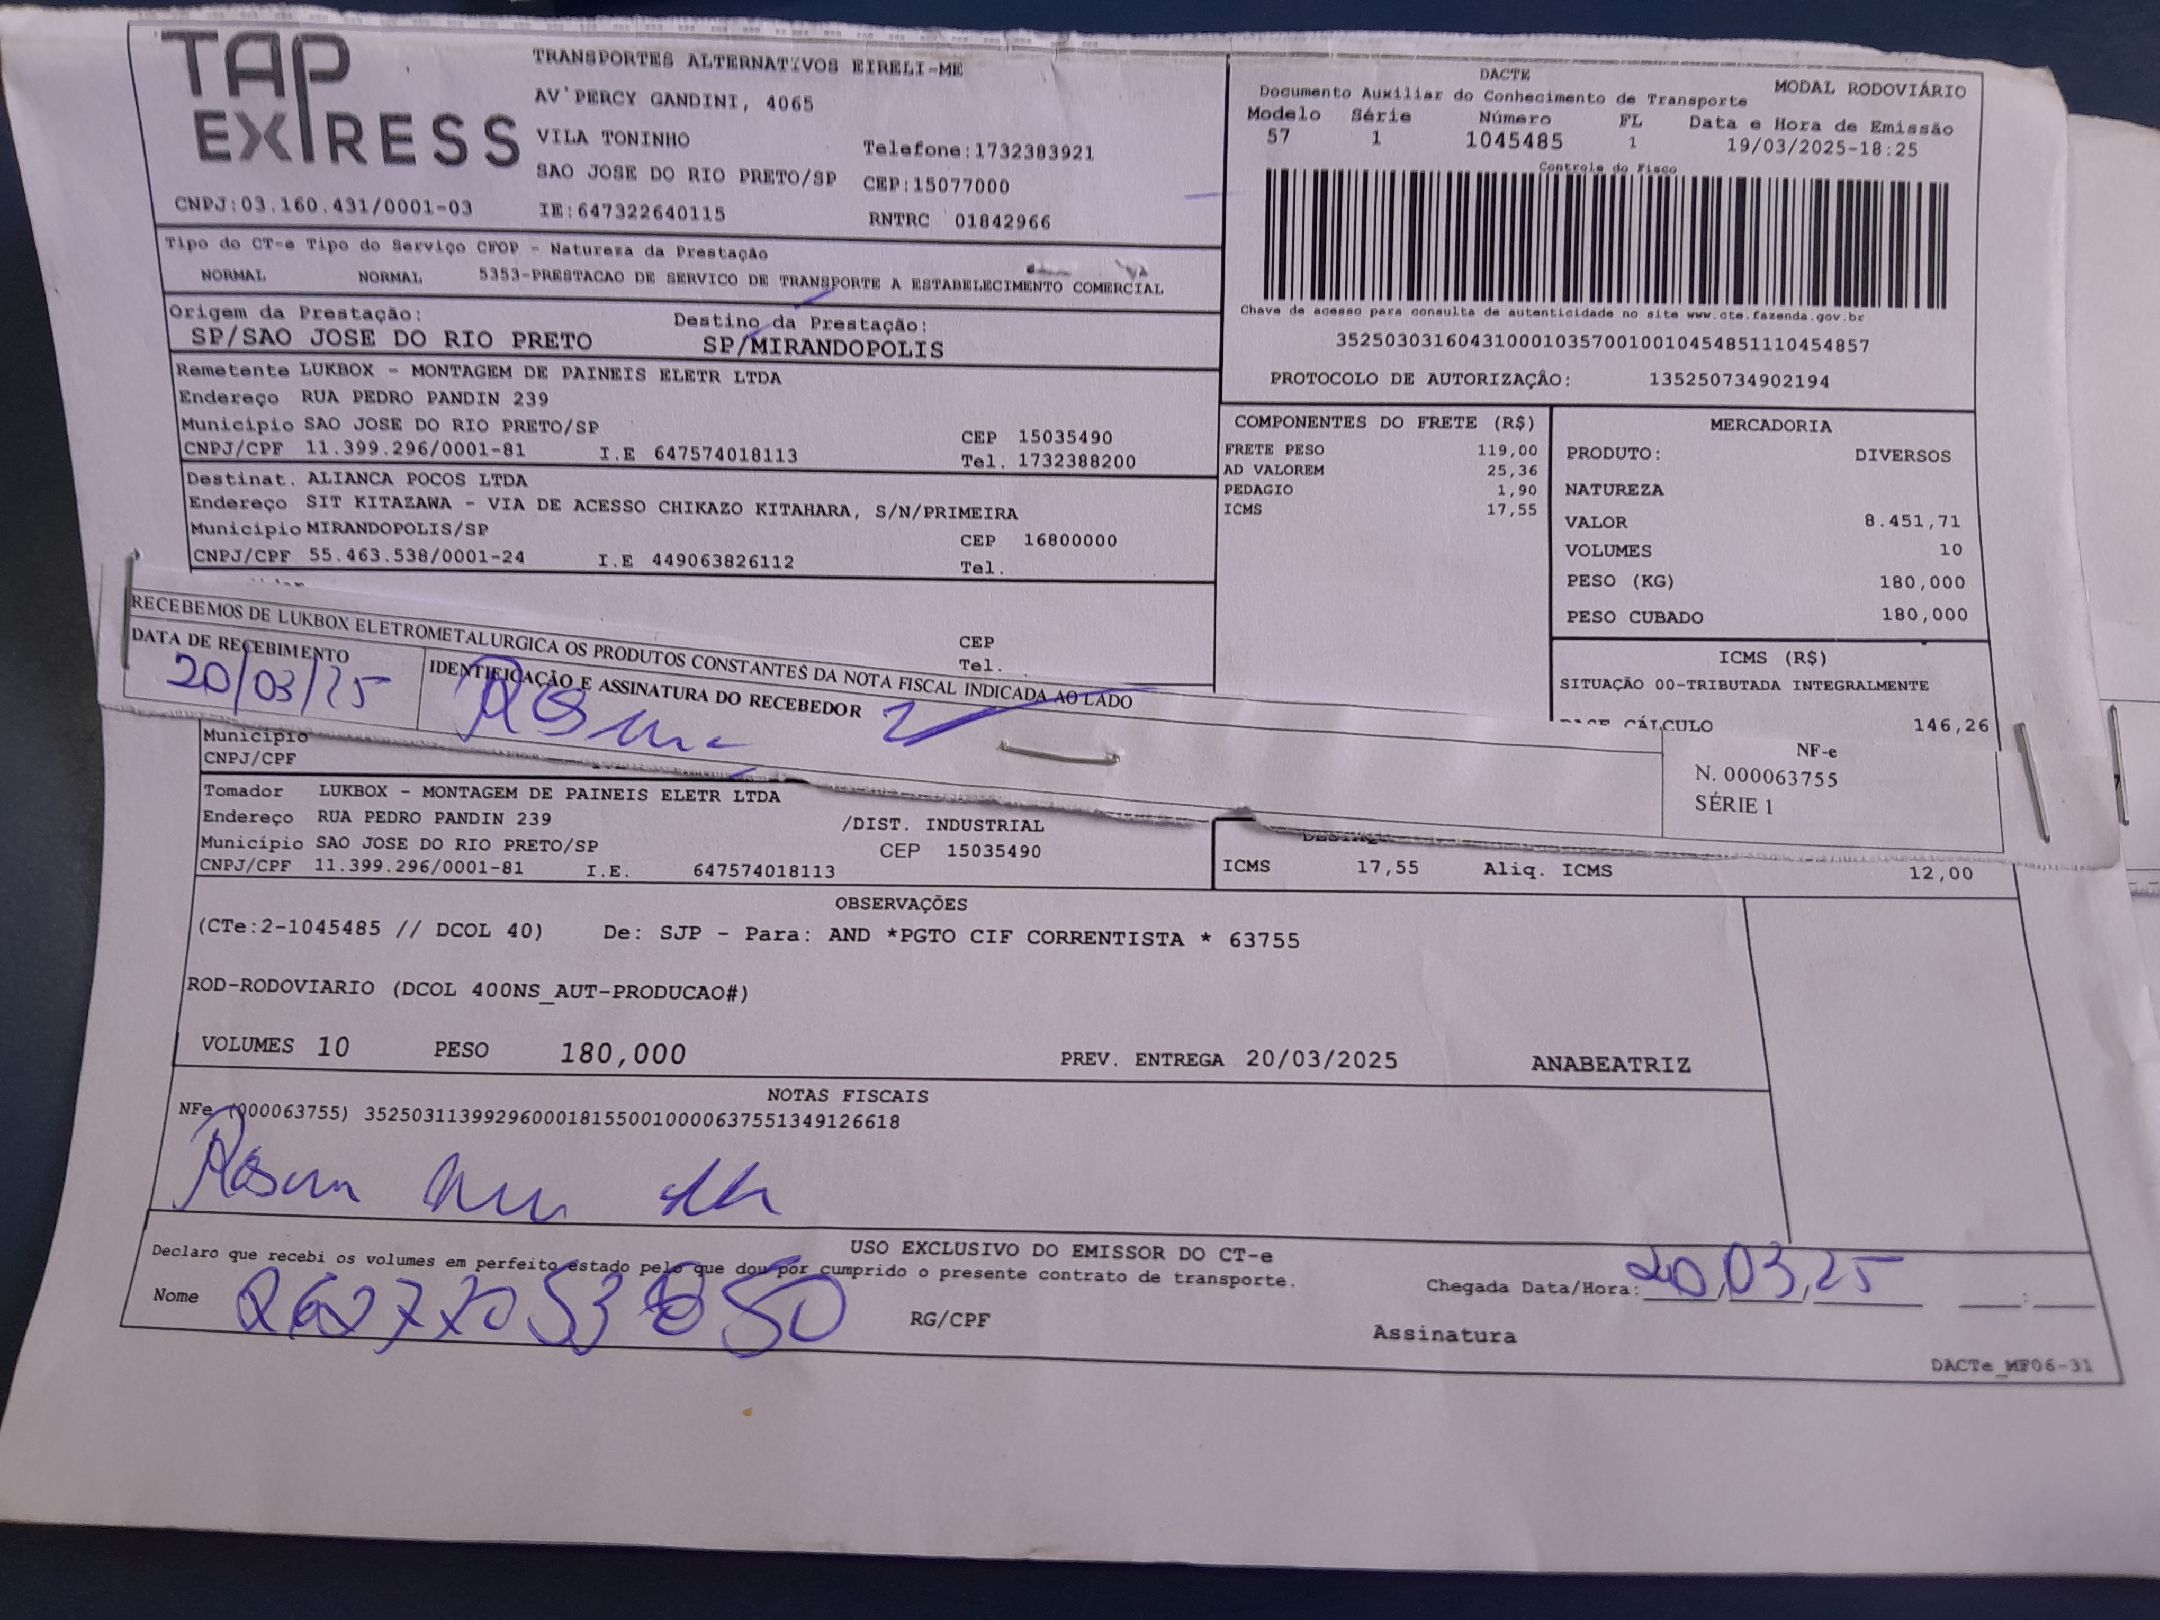 TAP EXPRESS
TRANSPORTES ALTERNATIVOS EIRELI-ME
AV'PERCY GANDINI, 4065
VILA TONINHO
Telefone:1732383921
SAO JOSE DO RIO PRETO/SP CEP:15077000
CNPJ:03.160.431/0001-03 IE:647322640115 RNTRC 01842966
DACTE MODAL RODOVIÁRIO
Documento Auxiliar do Conhecimento de Transporte
Modelo Série Número FL Data e Hora de Emissão
57 1 1045485 1 19/03/2025-18:25
Controle do Fisco
Chave de acesso para consulta de autenticidade no site www.cte.fazenda.gov.br
35250303160431000103570010010454851110454857
PROTOCOLO DE AUTORIZAÇÂO: 135250734902194
Tipo do CT-e Tipo do Serviço CFOP - Natureza da Prestação
NORMAL NORMAL 5353-PRESTACAO DE SERVICO DE TRANSPORTE A ESTABELECIMENTO COMERCIAL
Origem da Prestação: Destino da Prestação:
SP/SAO JOSE DO RIO PRETO SP/MIRANDOPOLIS
Remetente LUKBOX - MONTAGEM DE PAINEIS ELETR LTDA
Endereço RUA PEDRO PANDIN 239
Município SAO JOSE DO RIO PRETO/SP CEP 15035490
CNPJ/CPF 11.399.296/0001-81 I.E 647574018113 Tel. 1732388200
Destinat. ALIANCA POCOS LTDA
Endereço SIT KITAZAWA - VIA DE ACESSO CHIKAZO KITAHARA, S/N/PRIMEIRA
Município MIRANDOPOLIS/SP CEP 16800000
CNPJ/CPF 55.463.538/0001-24 I.E 449063826112 Tel.
CEP
Tel.
COMPONENTES DO FRETE (R$)
FRETE PESO 119,00
AD VALOREM 25,36
PEDAGIO 1,90
ICMS 17,55
MERCADORIA
PRODUTO: DIVERSOS
NATUREZA
VALOR 8.451,71
VOLUMES 10
PESO (KG) 180,000
PESO CUBADO 180,000
ICMS (R$)
SITUAÇÃO 00-TRIBUTADA INTEGRALMENTE
BASE CÁLCULO 146,26
RECEBEMOS DE LUKBOX ELETROMETALURGICA OS PRODUTOS CONSTANTES DA NOTA FISCAL INDICADA AO LADO
DATA DE RECEBIMENTO IDENTIFICAÇÃO E ASSINATURA DO RECEBEDOR
20/03/25
NF-e
N. 000063755
SÉRIE 1
Município
CNPJ/CPF
Tomador LUKBOX - MONTAGEM DE PAINEIS ELETR LTDA
Endereço RUA PEDRO PANDIN 239 /DIST. INDUSTRIAL
Município SAO JOSE DO RIO PRETO/SP CEP 15035490
CNPJ/CPF 11.399.296/0001-81 I.E. 647574018113
ICMS 17,55 Aliq. ICMS 12,00
OBSERVAÇÕES
(CTe:2-1045485 // DCOL 40) De: SJP - Para: AND *PGTO CIF CORRENTISTA * 63755
ROD-RODOVIARIO (DCOL 400NS_AUT-PRODUCAO#)
VOLUMES 10 PESO 180,000 PREV. ENTREGA 20/03/2025 ANABEATRIZ
NOTAS FISCAIS
NFe (000063755) 35250311399296000181550010000637551349126618
USO EXCLUSIVO DO EMISSOR DO CT-e
Declaro que recebi os volumes em perfeito estado pelo que dou por cumprido o presente contrato de transporte.
Chegada Data/Hora: 20,03,25 :
Nome RG/CPF
Assinatura
DACTe_MF06-31